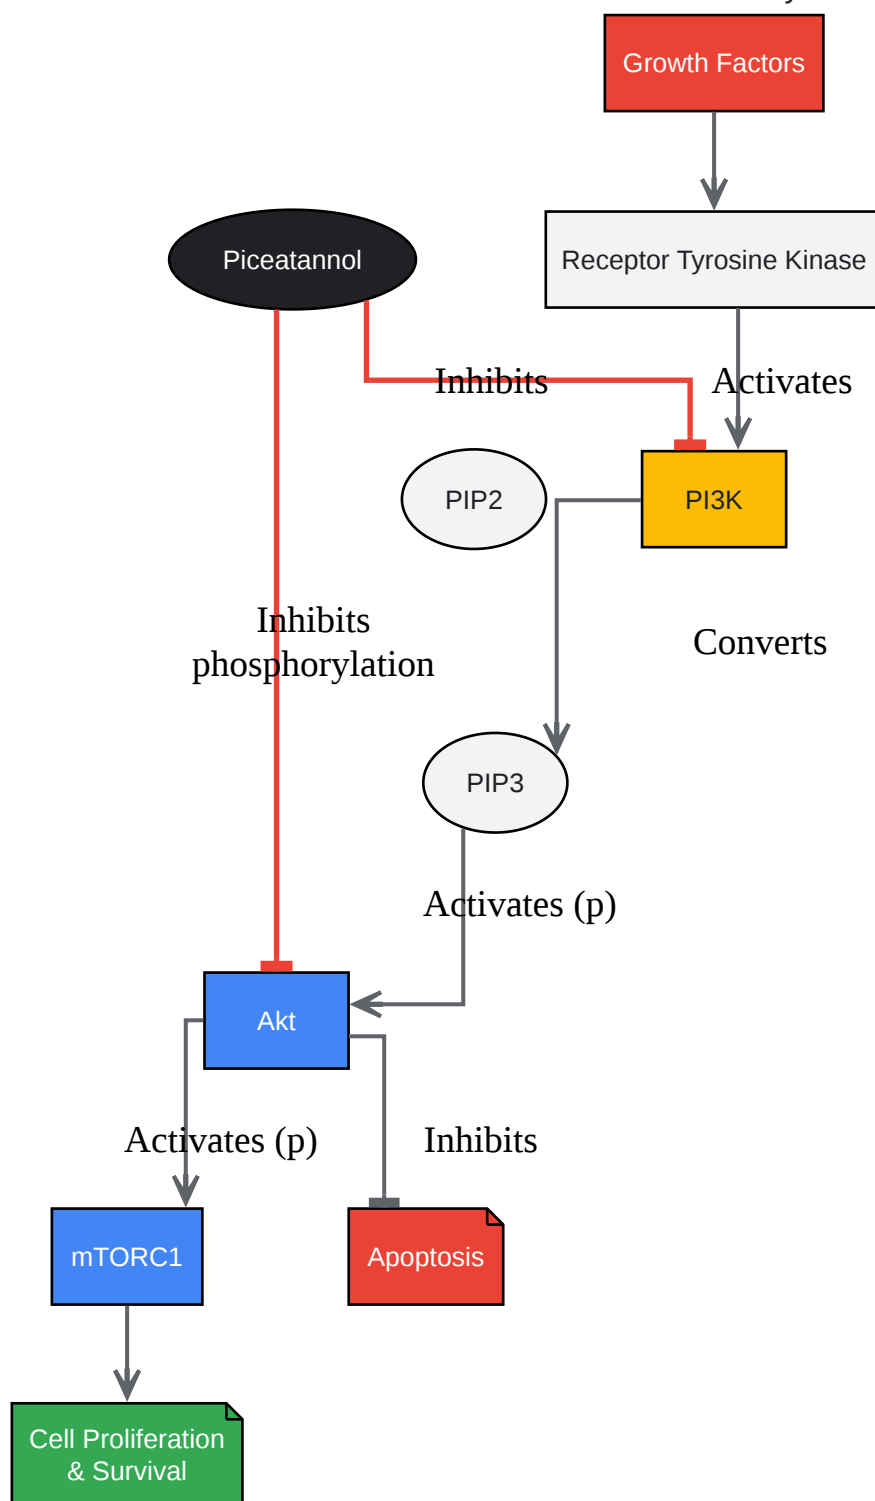 Growth Factors
Piceatannol
Receptor Tyrosine Kinase
Inhibits
Activates
PIP2
PI3K
Inhibits
phosphorylation
Converts
PIP3
Activates (p)
Akt
Activates (p)
Inhibits
mTORC1
Apoptosis
Cell Proliferation
& Survival